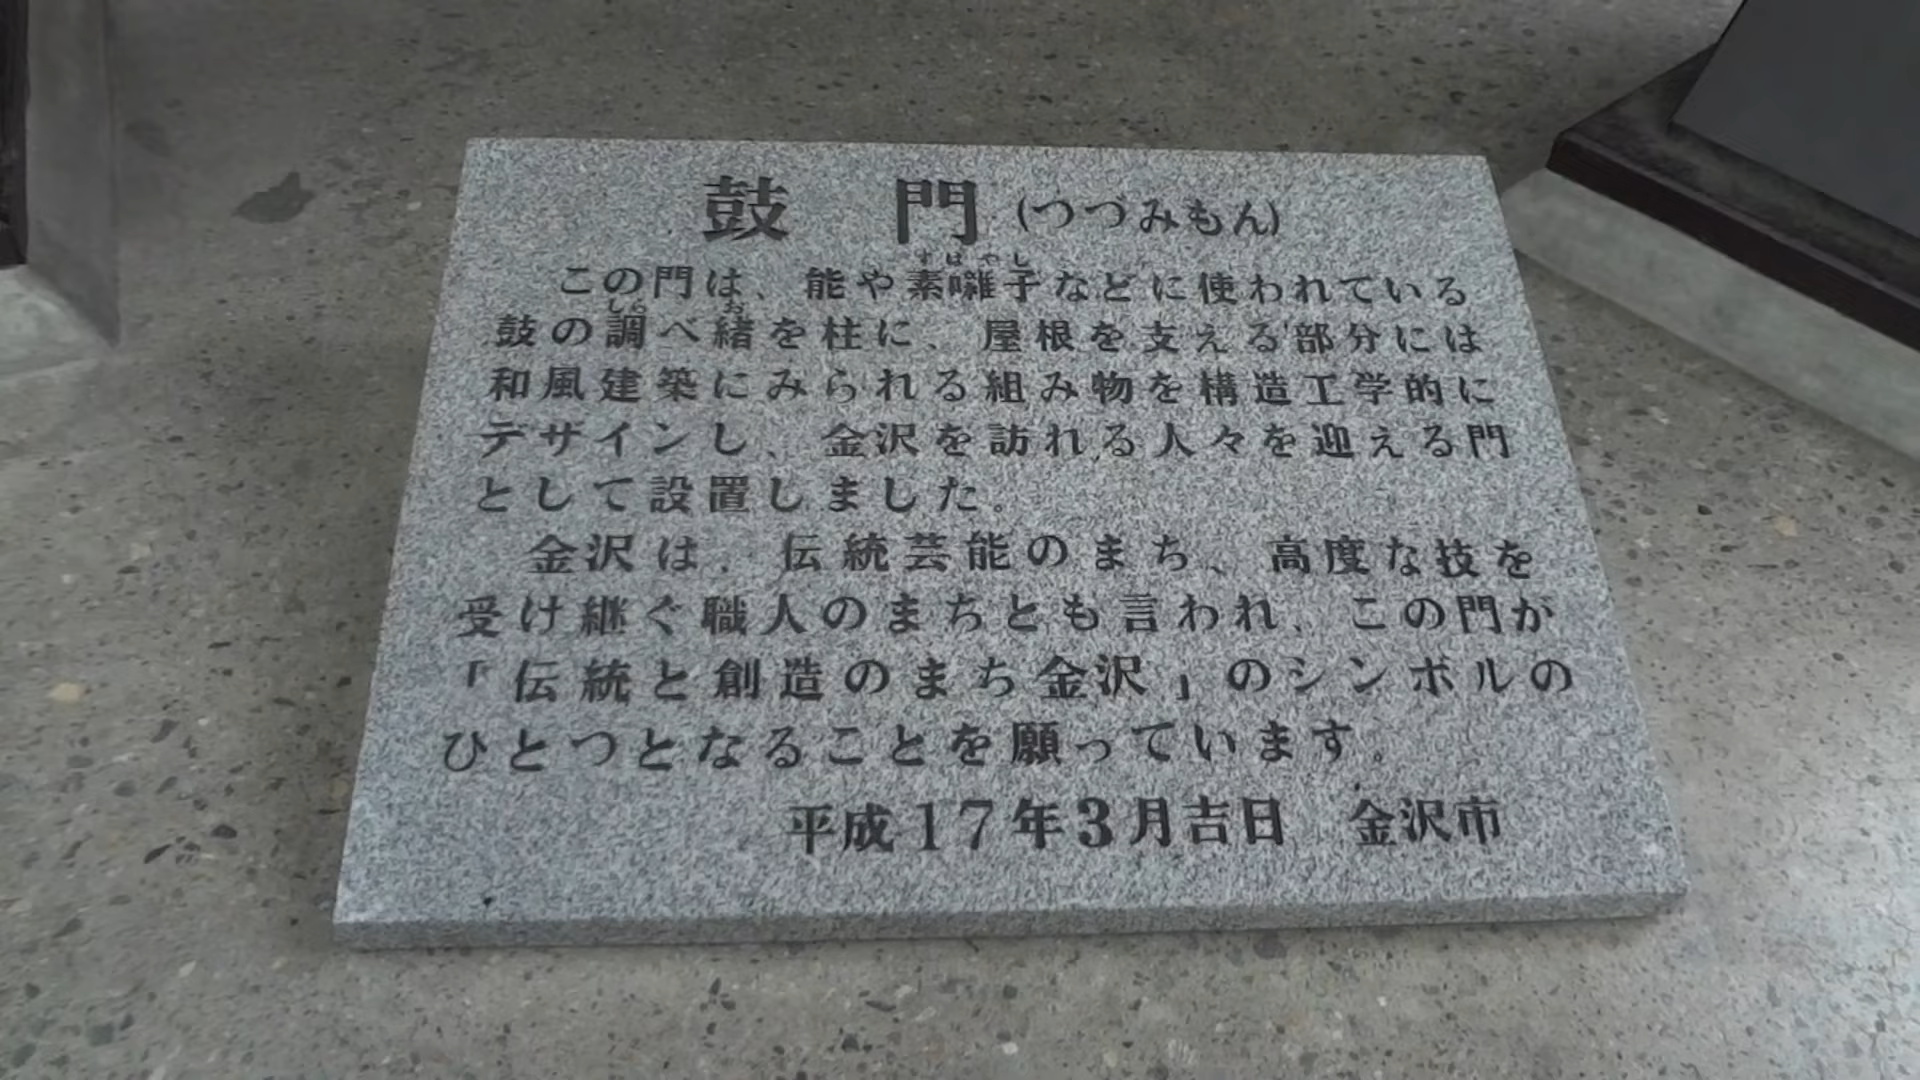 鼓 門 (つづみもん)
この門は、能や素囃子などに使われている
鼓の調べ緒を柱に、屋根を支える部分には
和風建築にみられる組み物を構造工学的に
デザインし、金沢を訪れる人々を迎える門
として設置しました。
金沢は、伝統芸能のまち、高度な技を
受け継ぐ職人のまちとも言われ、この門が
「伝統と創造のまち金沢」のシンボルの
ひとつとなることを願っています。
平成17年3月吉日 金沢市